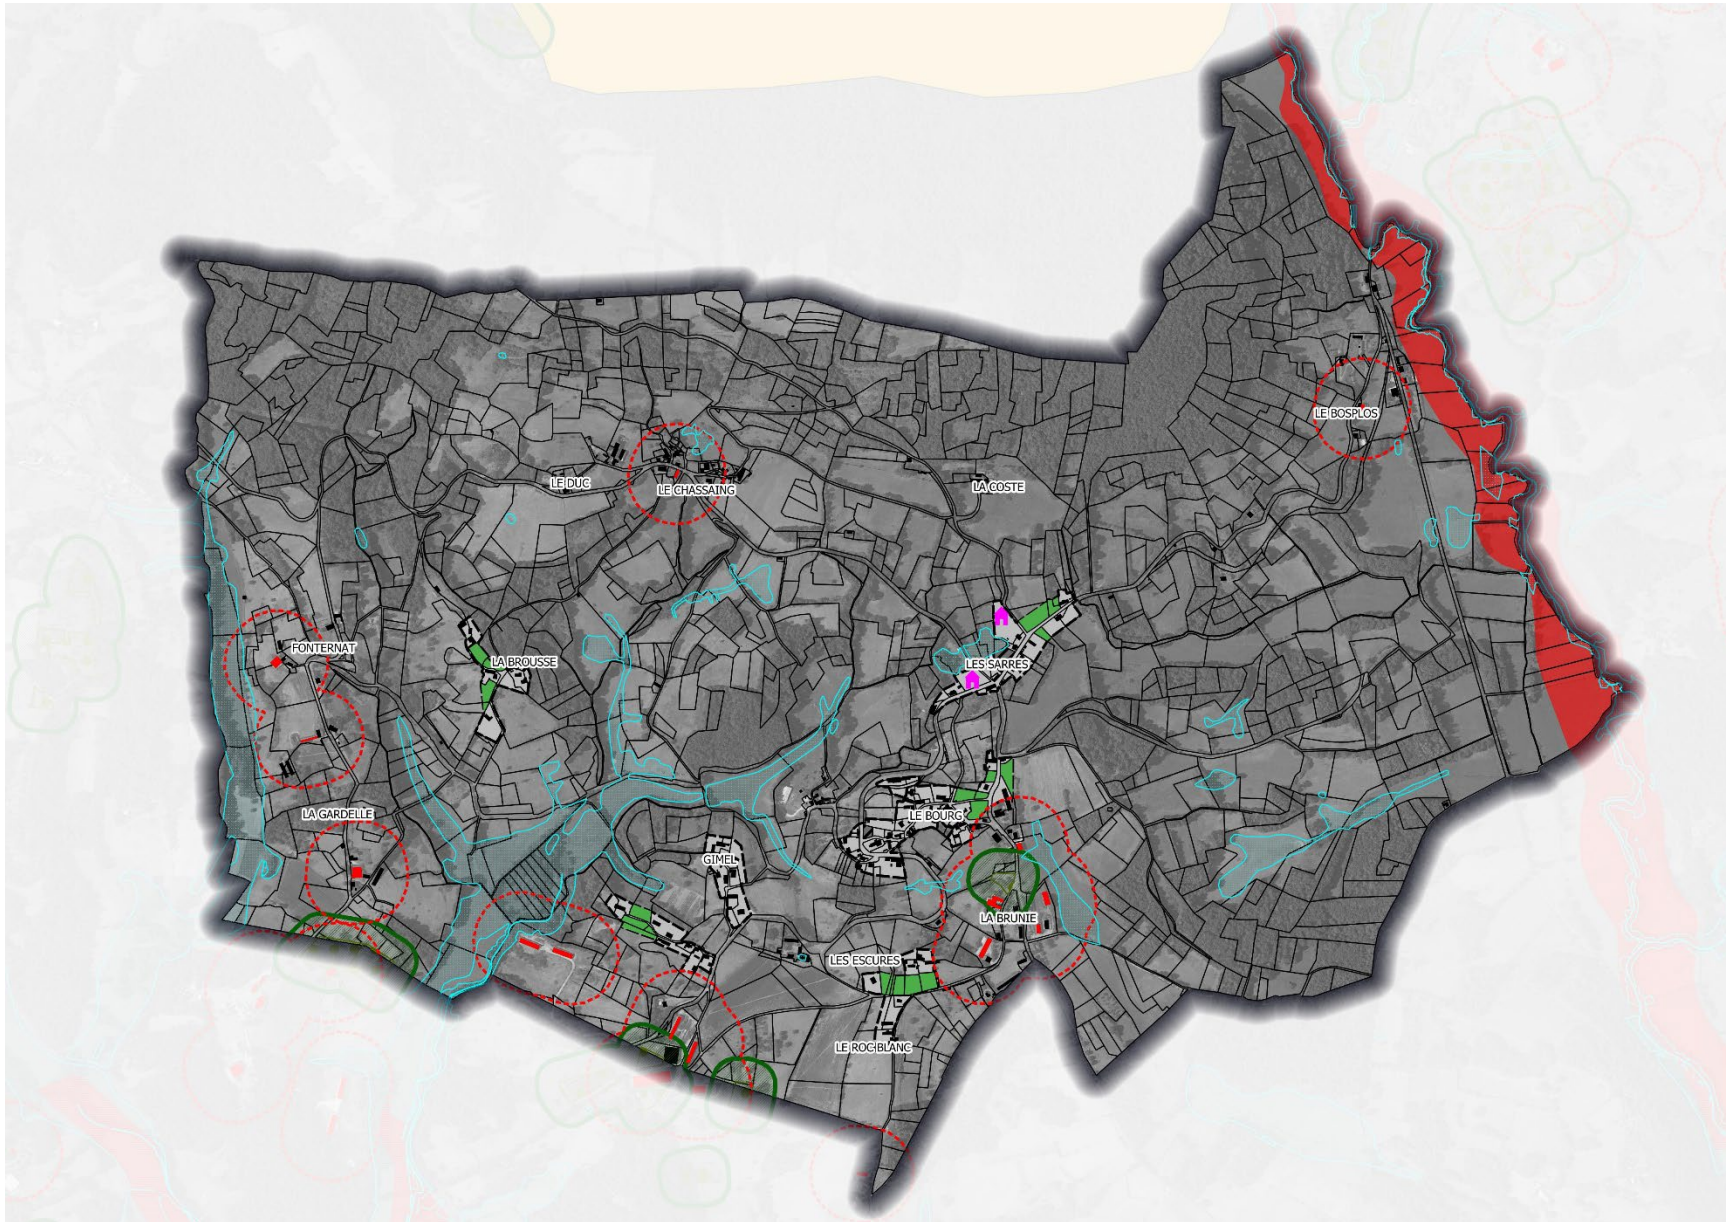 LE BOSPLOS
LE DUC
LE CHASSAING
LA COSTE
FONTERNAT
LA BROUSSE
LES SARRES
LA GARDELLE
LE BOURG
GIMEL
LA BRUNIE
LES ESCURES
LE ROC BLANC